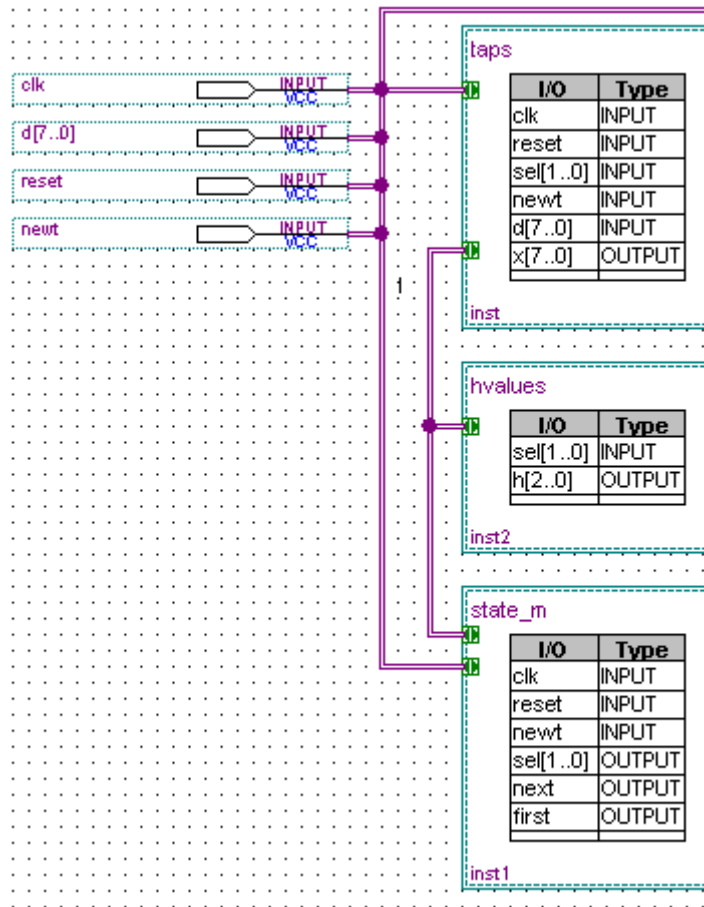 clk INPUT VCC
d[7..0] INPUT VCC
reset INPUT VCC
newt INPUT VCC
taps
I/O Type
clk INPUT
reset INPUT
sel[1..0] INPUT
newt INPUT
d[7..0] INPUT
x[7..0] OUTPUT
inst
hvalues
I/O Type
sel[1..0] INPUT
h[2..0] OUTPUT
inst2
state_m
I/O Type
clk INPUT
reset INPUT
newt INPUT
sel[1..0] OUTPUT
next OUTPUT
first OUTPUT
inst1